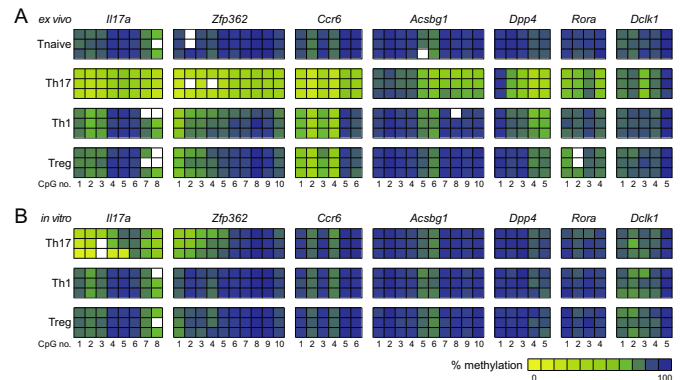 A ex vivo Il17a Zfp362 Ccr6 Acsbg1 Dpp4 Rora Dclk1
Tnaive
Th17
Th1
Treg
CpG no. 1 2 3 4 5 6 7 8 1 2 3 4 5 6 7 8 9 10 1 2 3 4 5 6 1 2 3 4 5 6 7 8 9 10 1 2 3 4 5 1 2 3 4 1 2 3 4 5
B in vitro Il17a Zfp362 Ccr6 Acsbg1 Dpp4 Rora Dclk1
Th17
Th1
Treg
CpG no. 1 2 3 4 5 6 7 8 1 2 3 4 5 6 7 8 9 10 1 2 3 4 5 6 1 2 3 4 5 6 7 8 9 10 1 2 3 4 5 1 2 3 4 1 2 3 4 5
% methylation
0 100